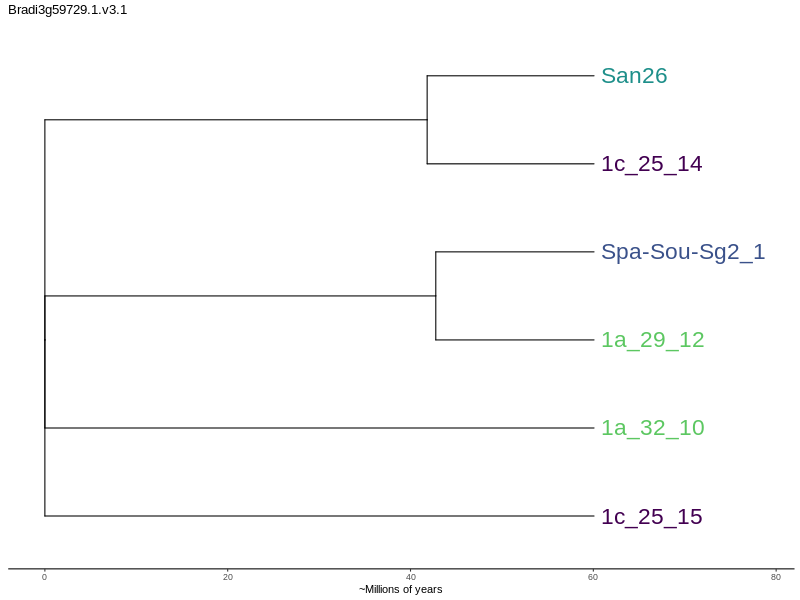 Bradi3g59729.1.v3.1
San26
1c_25_14
Spa-Sou-Sg2_1
1a_29_12
1a_32_10
1c_25_15
0 20 40 60 80
~Millions of years